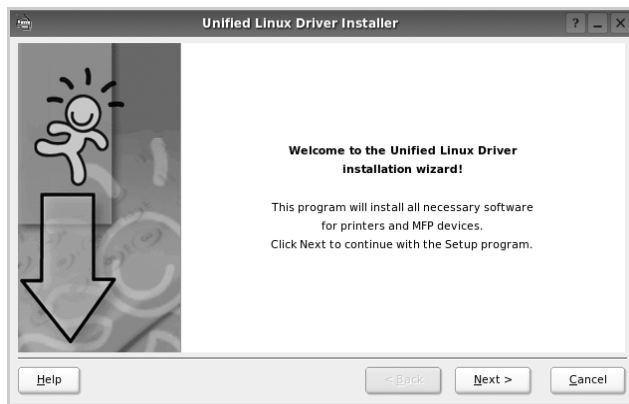 Unified Linux Driver Installer
? _ X
Welcome to the Unified Linux Driver
installation wizard!
This program will install all necessary software
for printers and MFP devices.
Click Next to continue with the Setup program.
Help
< Back
Next >
Cancel